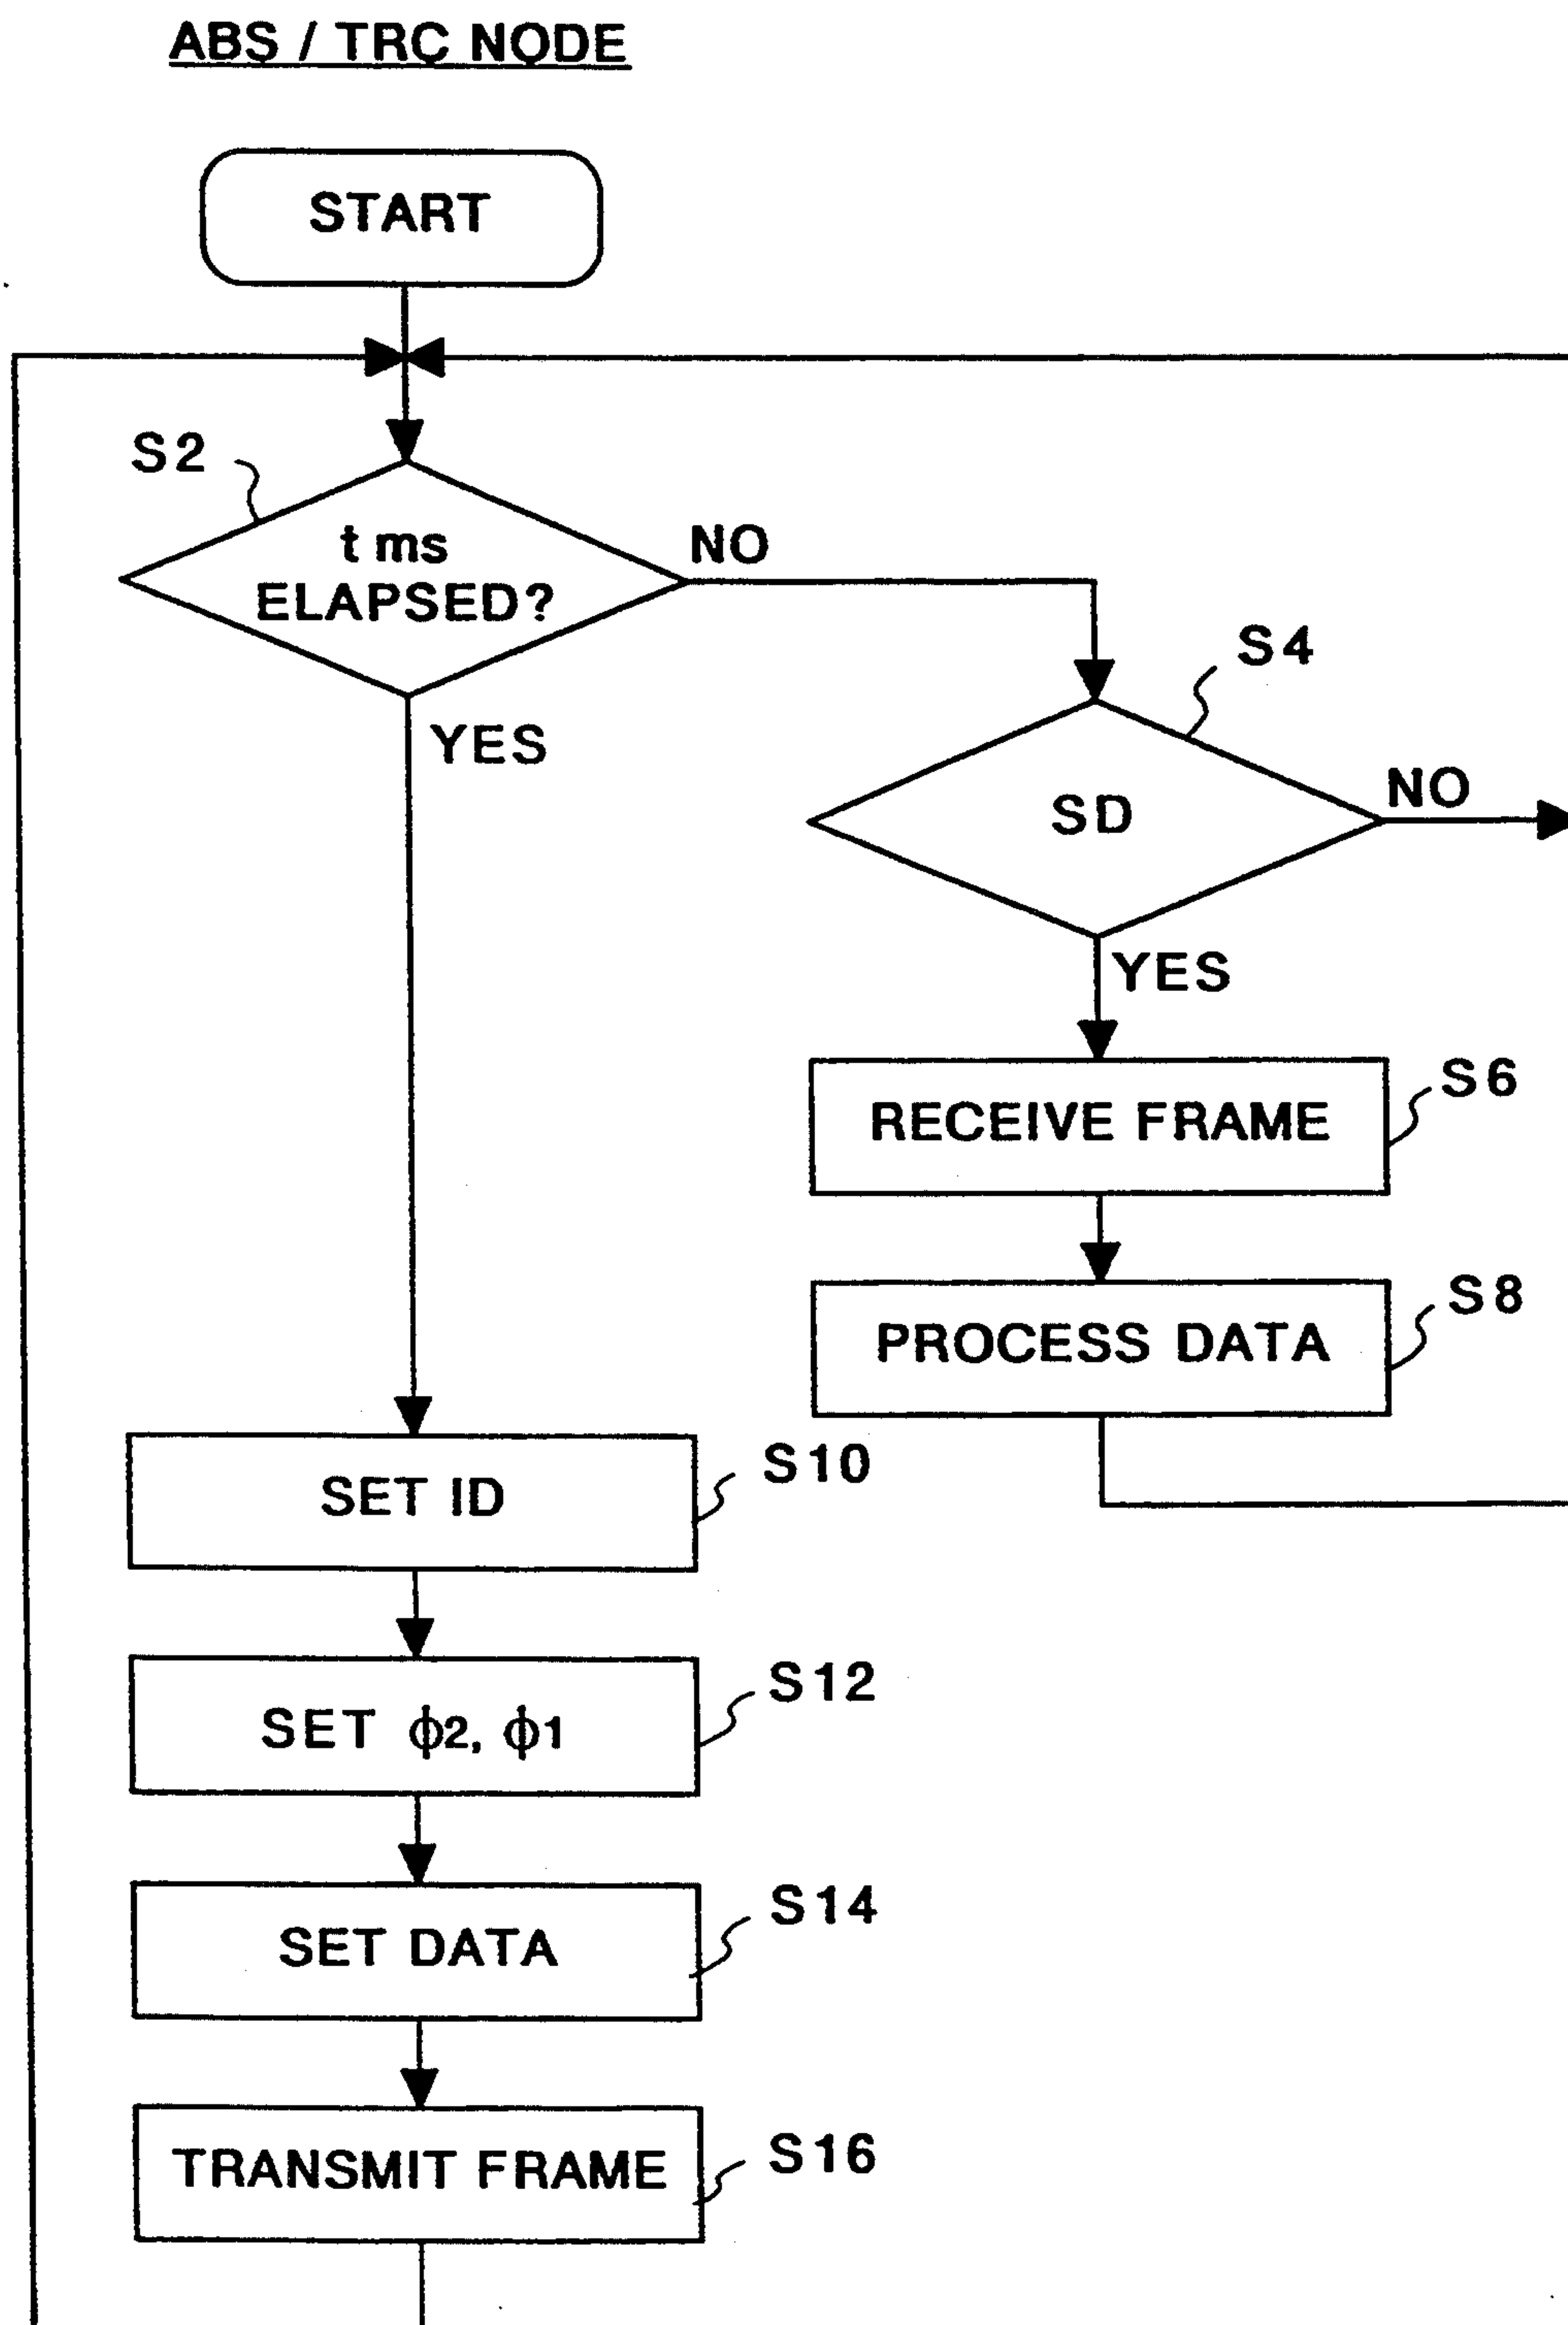 ABS / TRC NODE
START
S2
t ms
ELAPSED?
NO
YES
S4
SD
NO
YES
RECEIVE FRAME
S6
PROCESS DATA
S8
SET ID
S10
SET ϕ2, ϕ1
S12
SET DATA
S14
TRANSMIT FRAME
S16